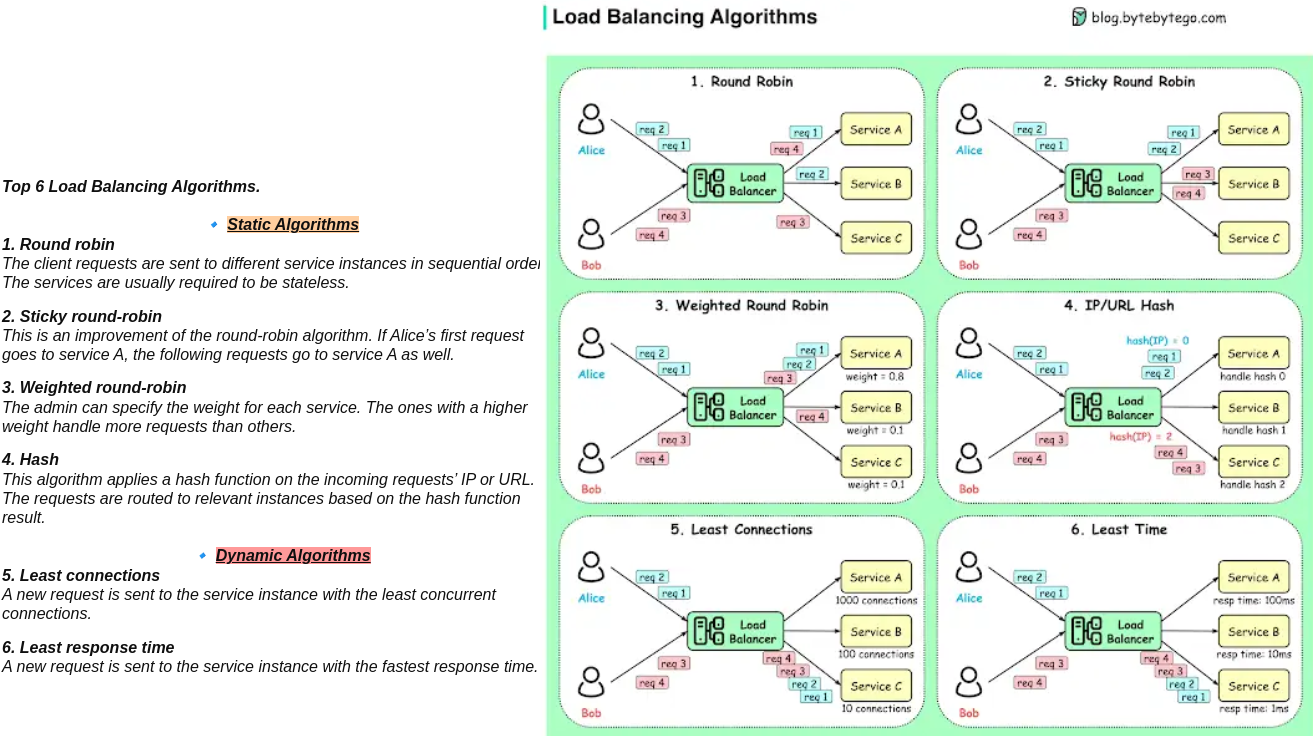 Load Balancing Algorithms
blog.bytebytego.com
Top 6 Load Balancing Algorithms.
Static Algorithms
1. Round robin
The client requests are sent to different service instances in sequential order
The services are usually required to be stateless.
2. Sticky round-robin
This is an improvement of the round-robin algorithm. If Alice’s first request
goes to service A, the following requests go to service A as well.
3. Weighted round-robin
The admin can specify the weight for each service. The ones with a higher
weight handle more requests than others.
4. Hash
This algorithm applies a hash function on the incoming requests’ IP or URL.
The requests are routed to relevant instances based on the hash function
result.
Dynamic Algorithms
5. Least connections
A new request is sent to the service instance with the least concurrent
connections.
6. Least response time
A new request is sent to the service instance with the fastest response time.
1. Round Robin
Alice
req 2
req 1
Load
Balancer
req 3
req 4
Bob
req 1
req 4
req 2
req 3
Service A
Service B
Service C
2. Sticky Round Robin
Alice
req 2
req 1
Load
Balancer
req 3
req 4
Bob
req 1
req 2
req 3
req 4
Service A
Service B
Service C
3. Weighted Round Robin
Alice
req 2
req 1
Load
Balancer
req 3
req 4
Bob
req 1
req 2
req 3
req 4
Service A
weight = 0.8
Service B
weight = 0.1
Service C
weight = 0.1
4. IP/URL Hash
Alice
req 2
req 1
Load
Balancer
req 3
req 4
Bob
hash(IP) = 0
req 1
req 2
hash(IP) = 2
req 4
req 3
Service A
handle hash 0
Service B
handle hash 1
Service C
handle hash 2
5. Least Connections
Alice
req 2
req 1
Load
Balancer
req 3
req 4
Bob
req 4
req 3
req 2
req 1
Service A
1000 connections
Service B
100 connections
Service C
10 connections
6. Least Time
Alice
req 2
req 1
Load
Balancer
req 3
req 4
Bob
req 4
req 3
req 2
req 1
Service A
resp time: 100ms
Service B
resp time: 10ms
Service C
resp time: 1ms